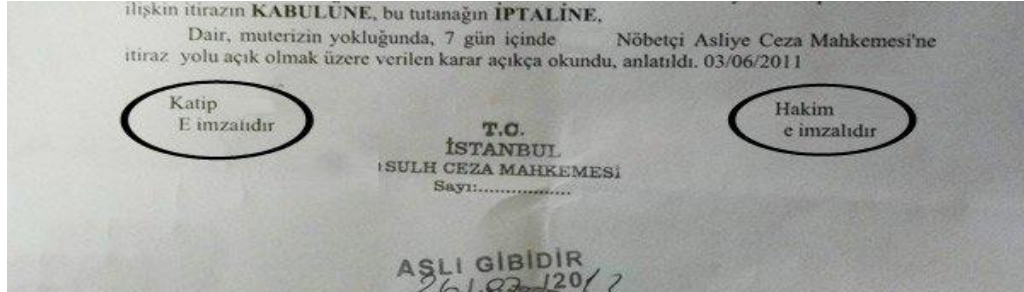 ilişkin itirazın KABULÜNE, bu tutanağın İPTALİNE,
Dair, muterizin yokluğunda, 7 gün içinde Nöbetçi Asliye Ceza Mahkemesi'ne
itiraz yolu açık olmak üzere verilen karar açıkça okundu, anlatıldı. 03/06/2011
Katip
E imzalıdır
Hakim
e imzalıdır
T.C.
İSTANBUL
SULH CEZA MAHKEMESİ
Sayı:.................
ASLI GİBİDİR